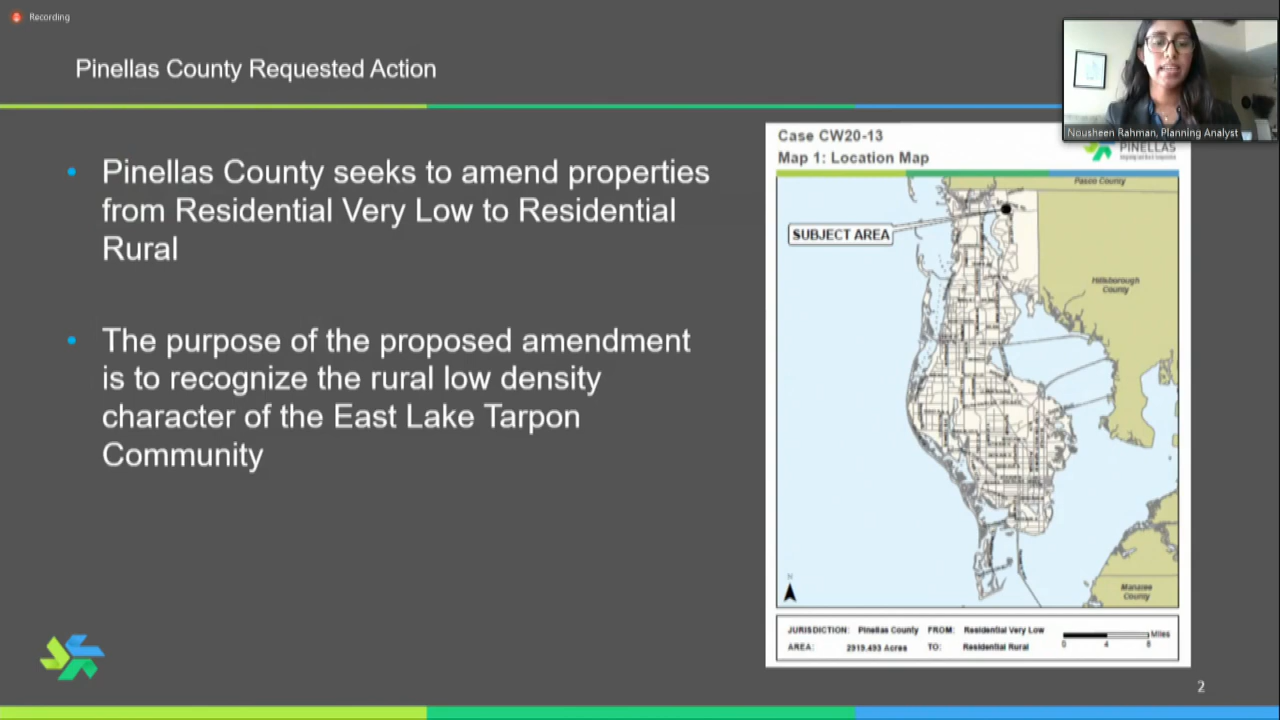 Recording
Pinellas County Requested Action
Nousheen Rahman, Planning Analyst
• Pinellas County seeks to amend properties
from Residential Very Low to Residential
Rural
• The purpose of the proposed amendment
is to recognize the rural low density
character of the East Lake Tarpon
Community
Case CW20-13
Map 1: Location Map
PINELLAS
Pasco County
SUBJECT AREA
Hillsborough
County
N
Manatee
County
JURISDICTION: Pinellas County FROM: Residential Very Low
AREA: 2919.493 Acres TO: Residential Rural
Miles
0 4 8
2